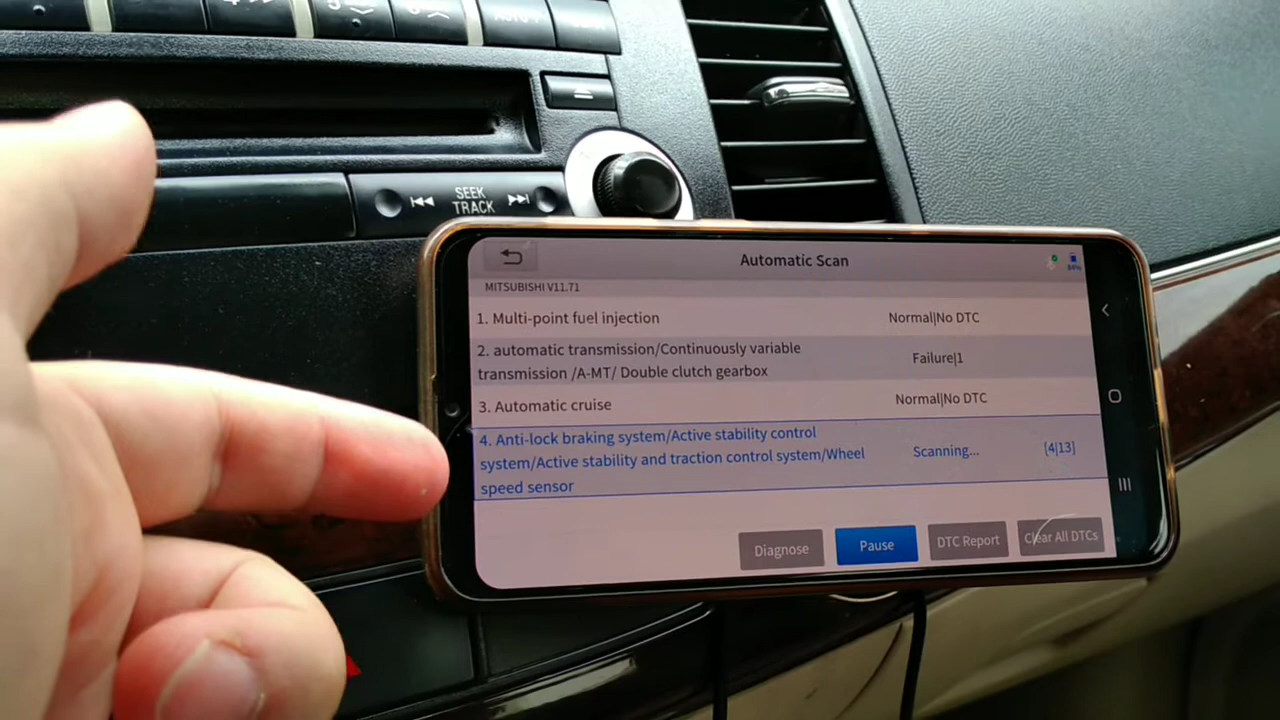 SEEK
TRACK
Automatic Scan
84%
MITSUBISHI V11.71
1. Multi-point fuel injection
Normal|No DTC
2. automatic transmission/Continuously variable
transmission /A-MT/ Double clutch gearbox
Failure|1
3. Automatic cruise
Normal|No DTC
4. Anti-lock braking system/Active stability control
system/Active stability and traction control system/Wheel
speed sensor
Scanning...
[4|13]
Diagnose
Pause
DTC Report
Clear All DTCs